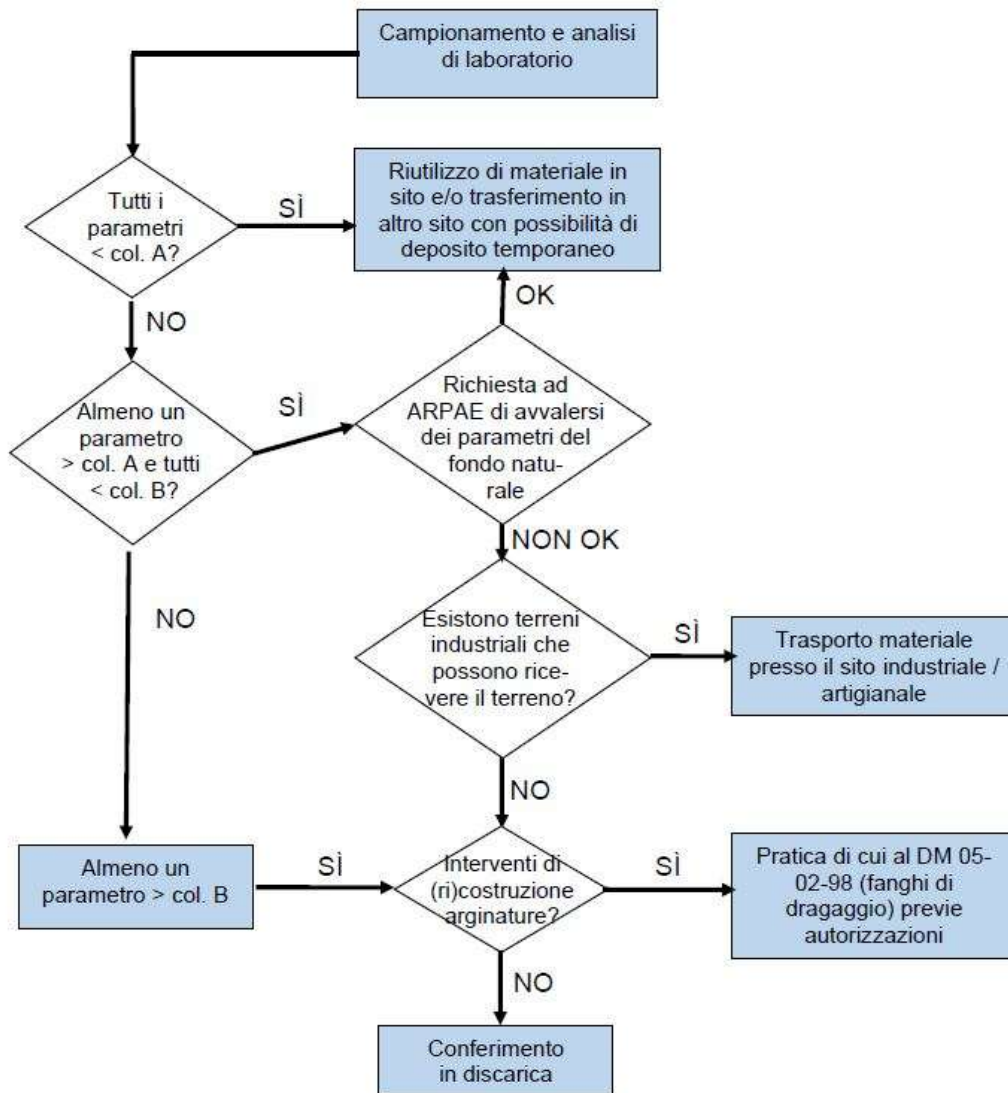 Campionamento e analisi
di laboratorio
Tutti i
parametri
< col. A?
SÌ
Riutilizzo di materiale in
sito e/o trasferimento in
altro sito con possibilità di
deposito temporaneo
NO
OK
Almeno un
parametro
> col. A e tutti
< col. B?
SÌ
Richiesta ad
ARPAE di avvalersi
dei parametri del
fondo natu-
rale
NON OK
NO
Esistono terreni
industriali che
possono rice-
vere il terreno?
SÌ
Trasporto materiale
presso il sito industriale /
artigianale
NO
Almeno un
parametro > col. B
SÌ
Interventi di
(ri)costruzione
arginature?
SÌ
Pratica di cui al DM 05-
02-98 (fanghi di
dragaggio) previe
autorizzazioni
NO
Conferimento
in discarica